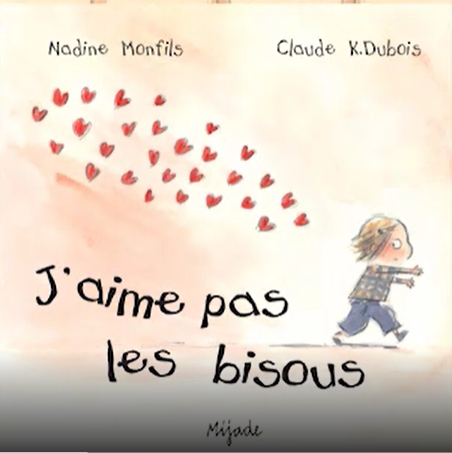 Nadine Monfils
Claude K.Dubois
J'aime pas
les bisous
Mijade